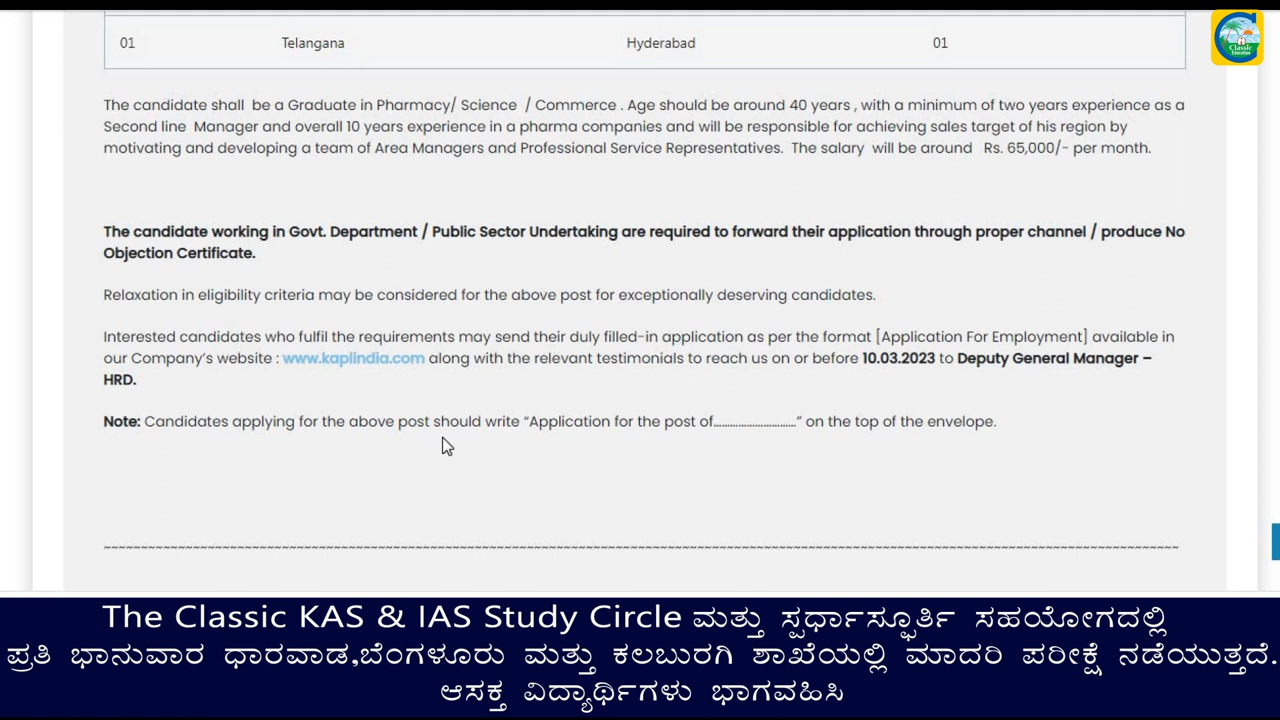 01 Telangana Hyderabad 01
Classic
Education
The candidate shall be a Graduate in Pharmacy/ Science / Commerce . Age should be around 40 years , with a minimum of two years experience as a
Second line Manager and overall 10 years experience in a pharma companies and will be responsible for achieving sales target of his region by
motivating and developing a team of Area Managers and Professional Service Representatives. The salary will be around Rs. 65,000/- per month.
The candidate working in Govt. Department / Public Sector Undertaking are required to forward their application through proper channel / produce No
Objection Certificate.
Relaxation in eligibility criteria may be considered for the above post for exceptionally deserving candidates.
Interested candidates who fulfil the requirements may send their duly filled-in application as per the format [Application For Employment] available in
our Company's website : www.kaplindia.com along with the relevant testimonials to reach us on or before 10.03.2023 to Deputy General Manager –
HRD.
Note: Candidates applying for the above post should write “Application for the post of…………………………” on the top of the envelope.
The Classic KAS & IAS Study Circle ಮತ್ತು ಸ್ಪರ್ಧಾಸ್ಫೂರ್ತಿ ಸಹಯೋಗದಲ್ಲಿ
ಪ್ರತಿ ಭಾನುವಾರ ಧಾರವಾಡ,ಬೆಂಗಳೂರು ಮತ್ತು ಕಲಬುರಗಿ ಶಾಖೆಯಲ್ಲಿ ಮಾದರಿ ಪರೀಕ್ಷೆ ನಡೆಯುತ್ತದೆ.
ಆಸಕ್ತ ವಿದ್ಯಾರ್ಥಿಗಳು ಭಾಗವಹಿಸಿ